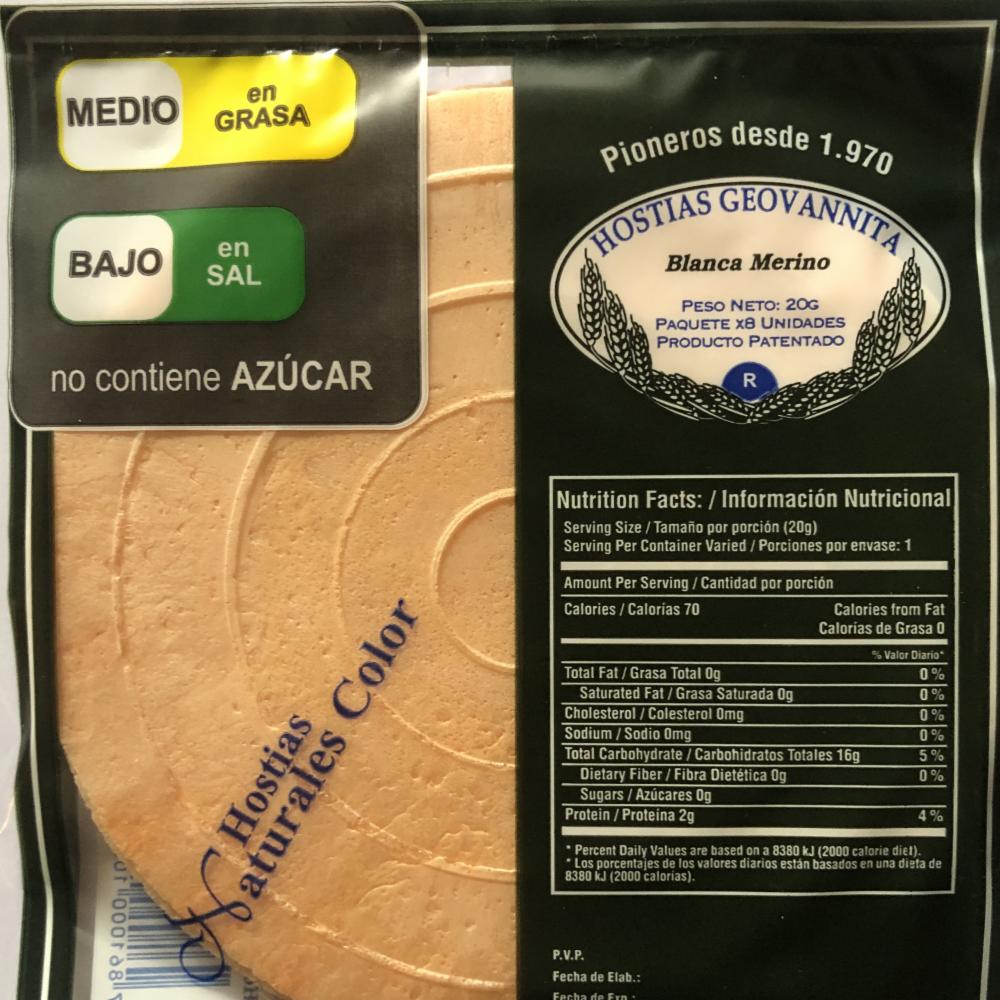 MEDIO en GRASA
BAJO en SAL
no contiene AZÚCAR
Pioneros desde 1.970
HOSTIAS GEOVANNITA
Blanca Merino
PESO NETO: 20G
PAQUETE X8 UNIDADES
PRODUCTO PATENTADO
R
Nutrition Facts: / Información Nutricional
Serving Size / Tamaño por porción (20g)
Serving Per Container Varied / Porciones por envase: 1
Amount Per Serving / Cantidad por porción
Calories / Calorías 70 Calories from Fat
Calorías de Grasa 0
% Valor Diario*
Total Fat / Grasa Total 0g 0 %
Saturated Fat / Grasa Saturada 0g 0 %
Cholesterol / Colesterol 0mg 0 %
Sodium / Sodio 0mg 0 %
Total Carbohydrate / Carbohidratos Totales 16g 5 %
Dietary Fiber / Fibra Dietética 0g 0 %
Sugars / Azúcares 0g
Protein / Proteína 2g 4 %
* Percent Daily Values are based on a 8380 kJ (2000 calorie diet).
* Los porcentajes de los valores diarios están basados en una dieta de
8380 kJ (2000 calorías).
Hostias
Naturales Color
P.V.P.
Fecha de Elab.:
Fecha de Exp.: